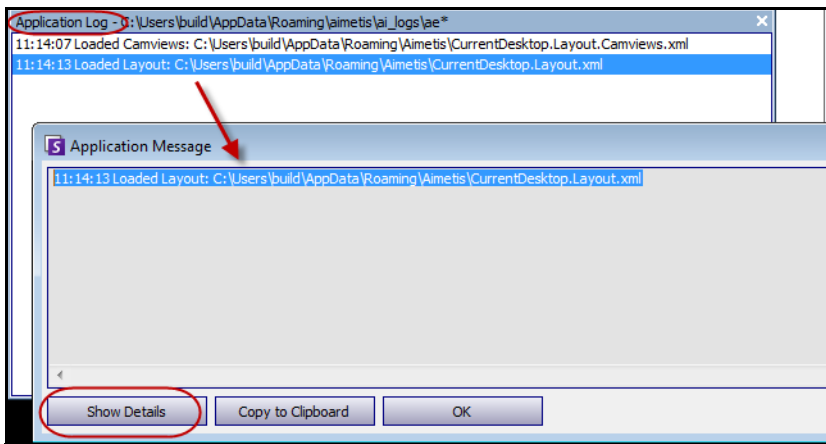 Application Log - C:\Users\build\AppData\Roaming\aimetis\ai_logs\ae*
11:14:07 Loaded Camviews: C:\Users\build\AppData\Roaming\Aimetis\CurrentDesktop.Layout.Camviews.xml
11:14:13 Loaded Layout: C:\Users\build\AppData\Roaming\Aimetis\CurrentDesktop.Layout.xml
Application Message
11:14:13 Loaded Layout: C:\Users\build\AppData\Roaming\Aimetis\CurrentDesktop.Layout.xml
Show Details Copy to Clipboard OK